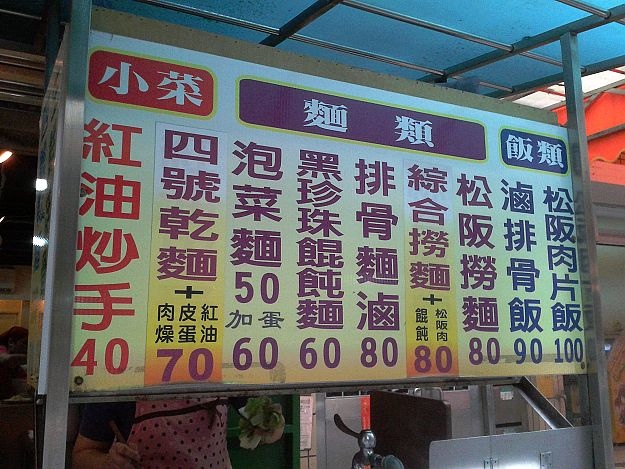 小菜
紅油炒手
40
麵類
四號乾麵+
紅油
皮蛋
肉燥
70
泡菜麵
50
加蛋
60
黑珍珠餛飩麵
60
排骨麵滷
80
綜合撈麵+
松阪肉
餛飩
80
松阪撈麵
80
飯類
滷排骨飯
90
松阪肉片飯
100